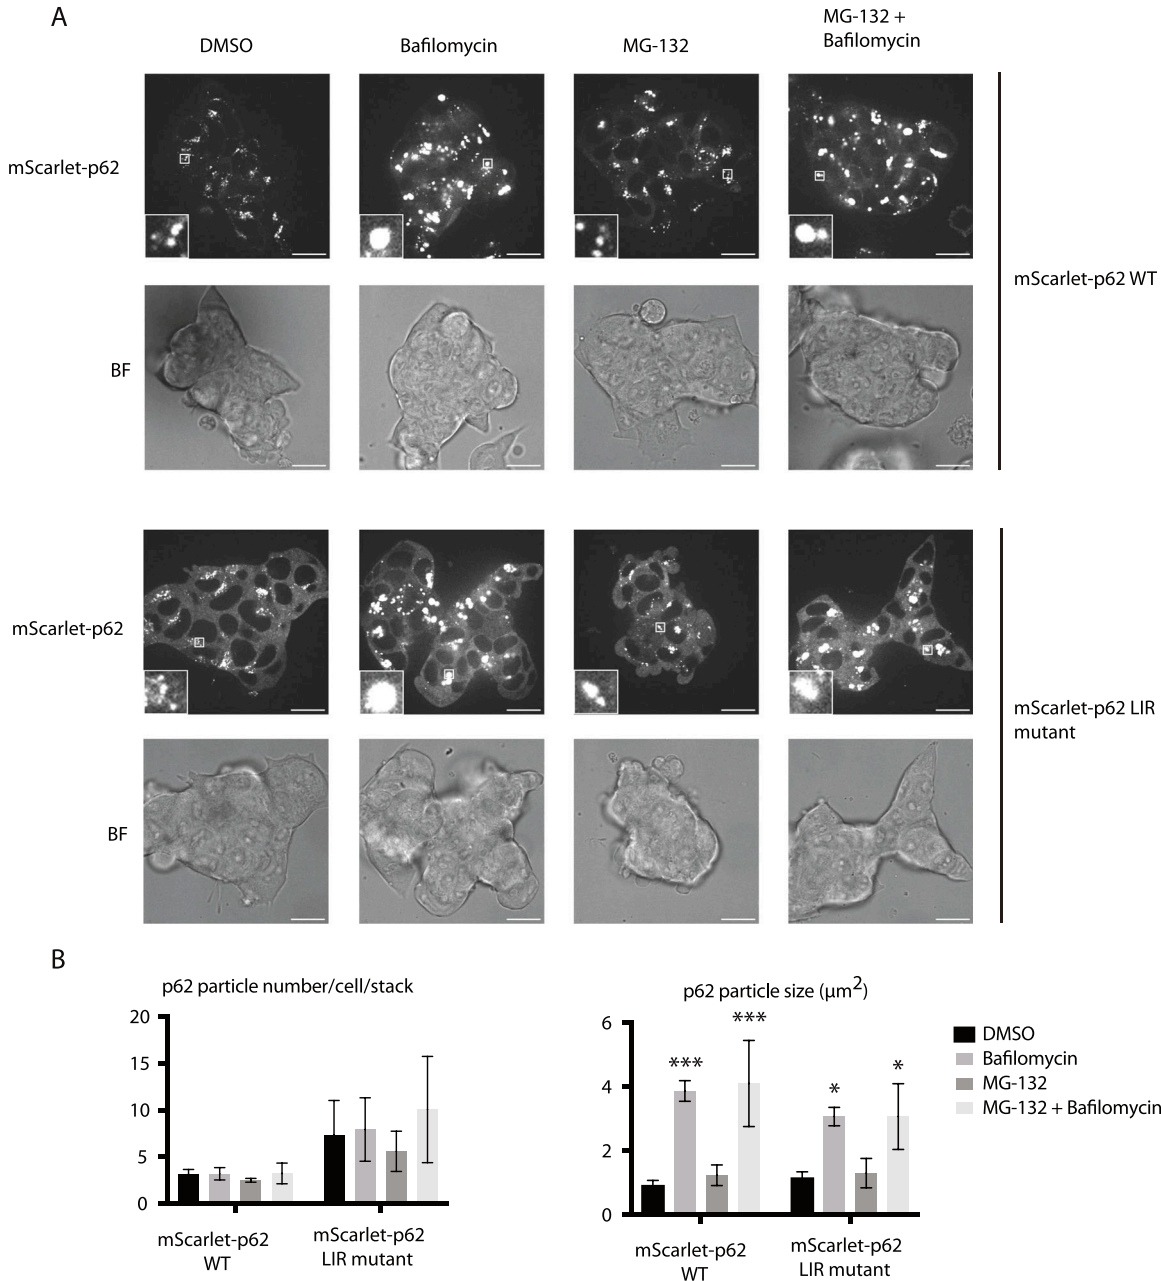 A
DMSO
Bafilomycin
MG-132
MG-132 +
Bafilomycin
mScarlet-p62
mScarlet-p62 WT
BF
mScarlet-p62
mScarlet-p62 LIR
mutant
BF
B
p62 particle number/cell/stack
20
15
10
5
0
mScarlet-p62
WT
mScarlet-p62
LIR mutant
p62 particle size (µm2)
6
4
2
0
***
***
*
*
mScarlet-p62
WT
mScarlet-p62
LIR mutant
DMSO
Bafilomycin
MG-132
MG-132 + Bafilomycin